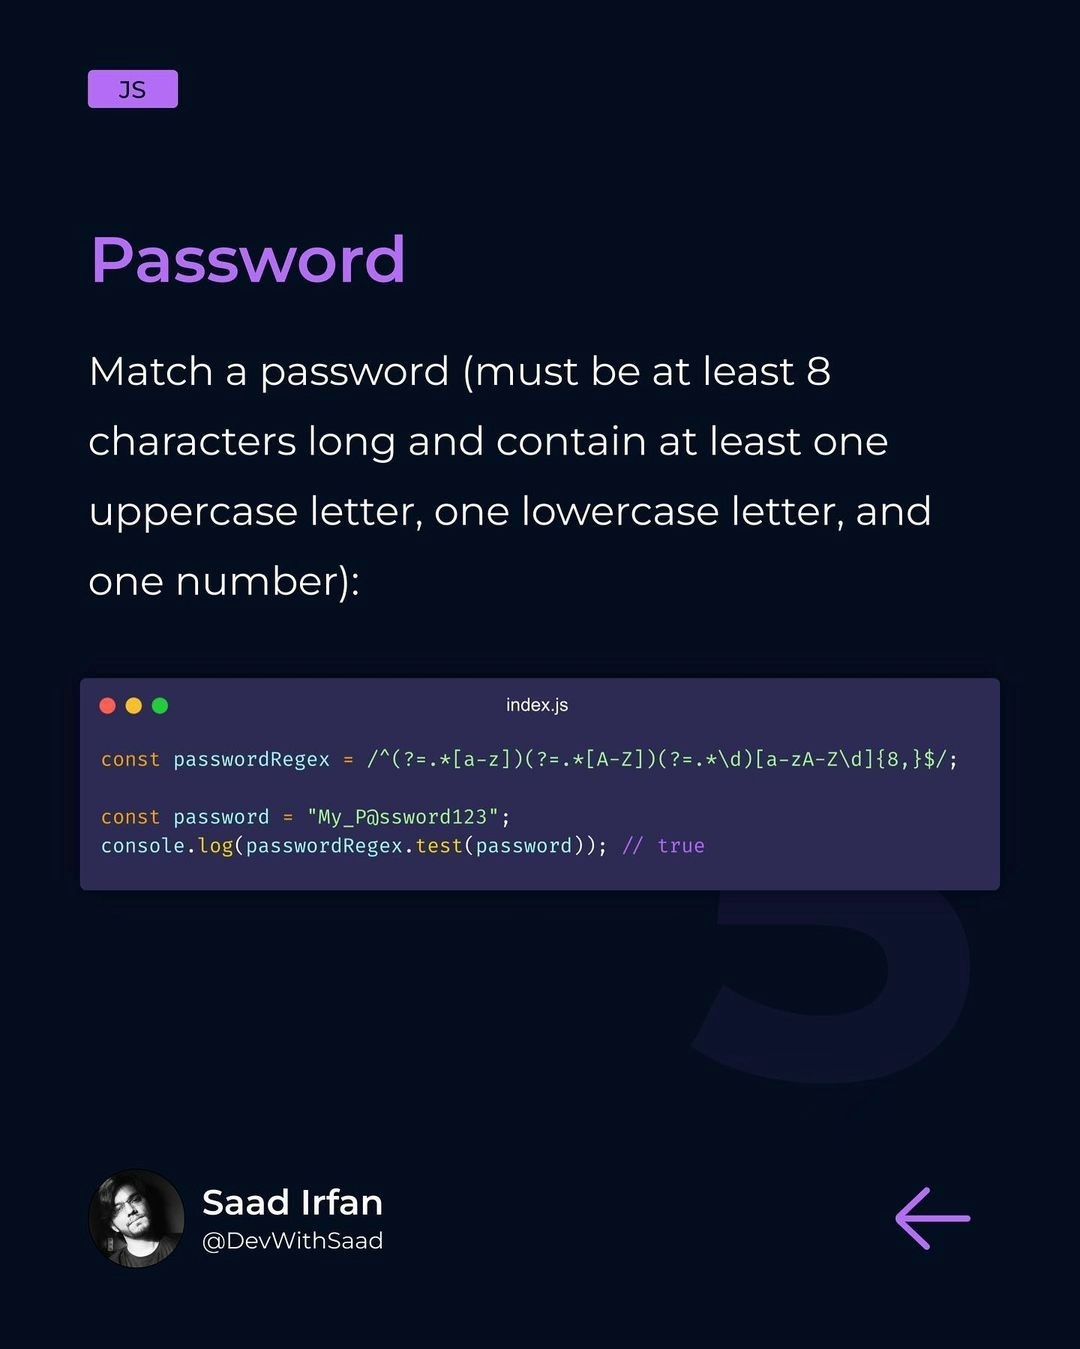 JS
Password
Match a password (must be at least 8
characters long and contain at least one
uppercase letter, one lowercase letter, and
one number):
index.js
const passwordRegex = /^(?=.*[a-z])(?=.*[A-Z])(?=.*\d)[a-zA-Z\d]{8,}$/;
const password = "My_P@ssword123";
console.log(passwordRegex.test(password)); // true
5
Saad Irfan
@DevWithSaad